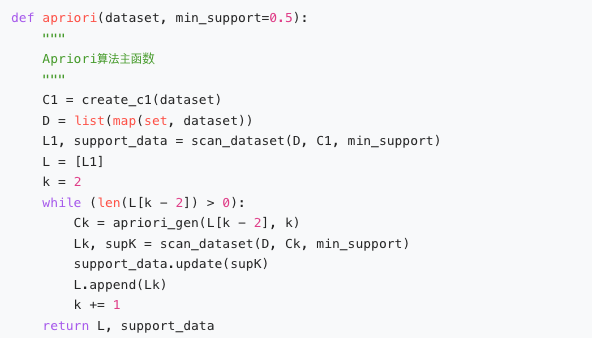 def apriori(dataset, min_support=0.5):
    """
    Apriori算法主函数
    """
    C1 = create_c1(dataset)
    D = list(map(set, dataset))
    L1, support_data = scan_dataset(D, C1, min_support)
    L = [L1]
    k = 2
    while (len(L[k - 2]) > 0):
        Ck = apriori_gen(L[k - 2], k)
        Lk, supK = scan_dataset(D, Ck, min_support)
        support_data.update(supK)
        L.append(Lk)
        k += 1
    return L, support_data